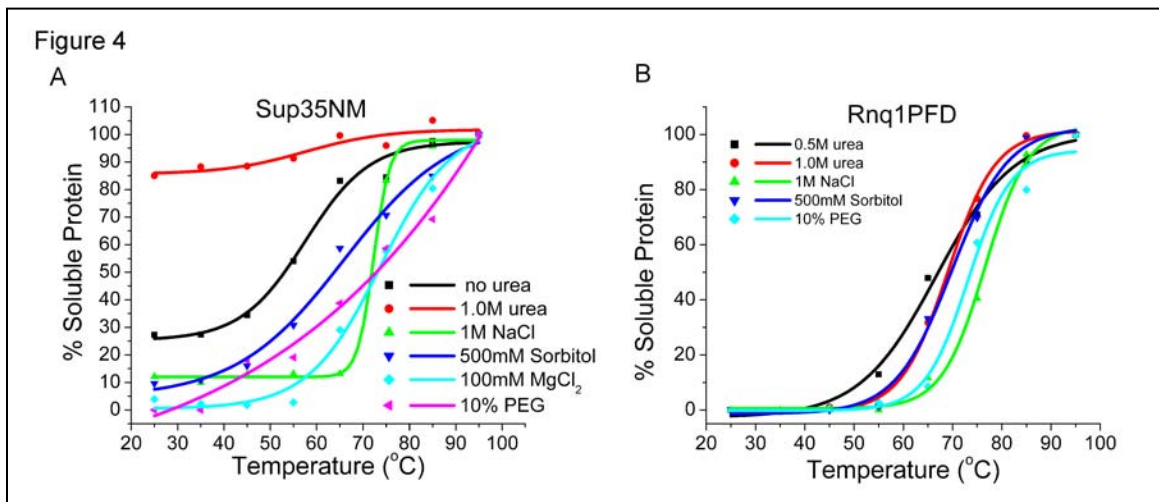 Figure 4
A
Sup35NM
% Soluble Protein
110
100
90
80
70
60
50
40
30
20
10
0
no urea
1.0M urea
1M NaCl
500mM Sorbitol
100mM MgCl₂
10% PEG
20 30 40 50 60 70 80 90 100
Temperature (°C)
B
Rnq1PFD
% Soluble Protein
100
80
60
40
20
0
0.5M urea
1.0M urea
1M NaCl
500mM Sorbitol
10% PEG
20 30 40 50 60 70 80 90 100
Temperature (°C)